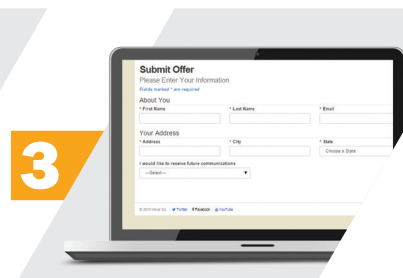 3
Submit Offer
Please Enter Your Information
Fields marked * are required
About You
* First Name * Last Name * Email
Your Address
* Address * City * State
Choose a State
I would like to receive future communications
--Select--
Twitter Facebook YouTube